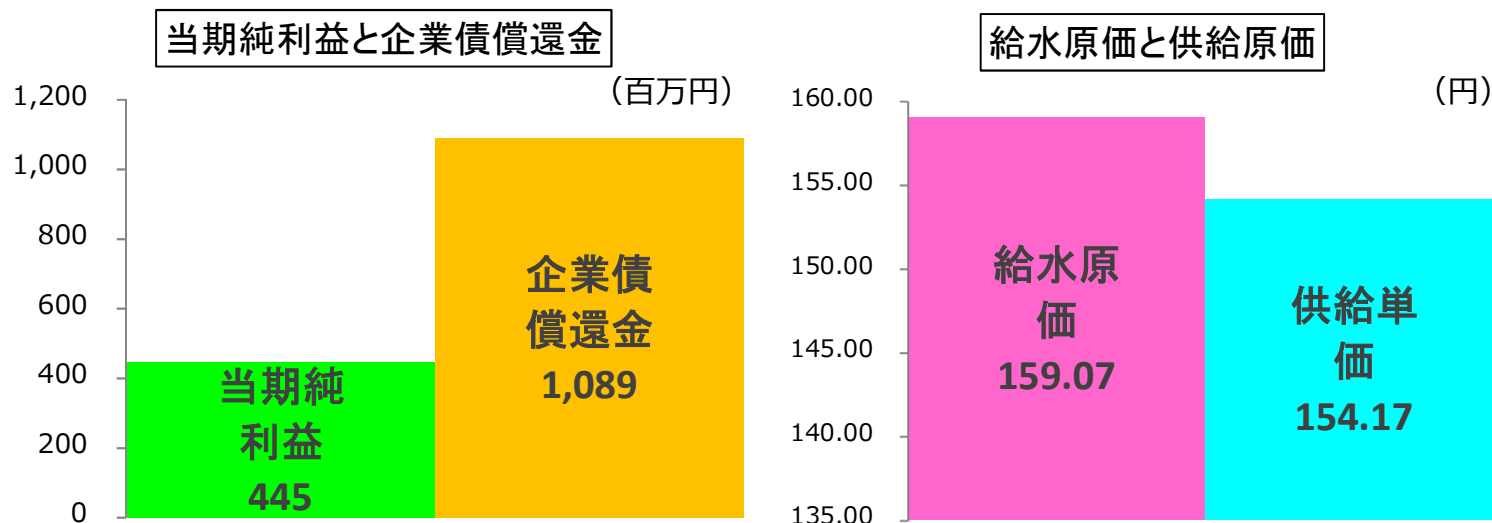 当期純利益と企業債償還金
（百万円）
1,200
1,000
800
600
400
200
0
当期純
利益
445
企業債
償還金
1,089
給水原価と供給原価
（円）
160.00
155.00
150.00
145.00
140.00
135.00
給水原
価
159.07
供給単
価
154.17